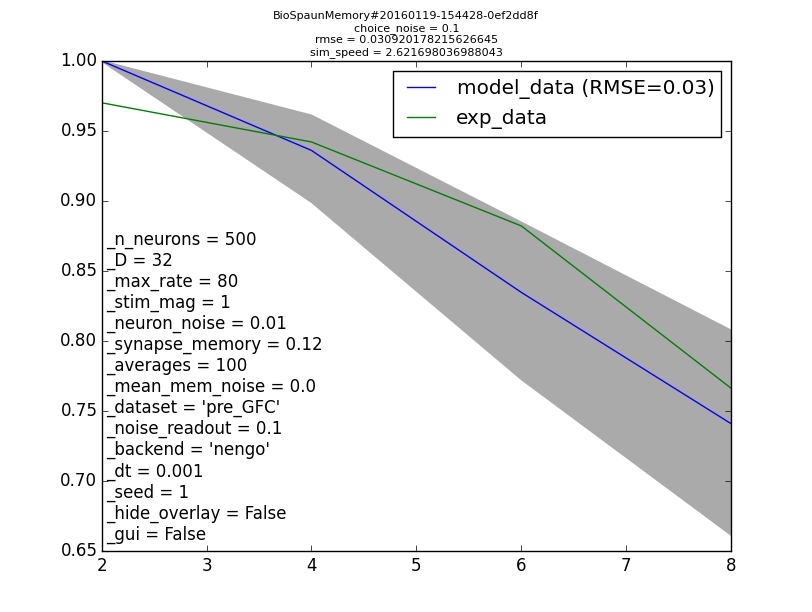 BioSpaunMemory#20160119-154428-0ef2dd8f
choice_noise = 0.1
rmse = 0.030920178215626645
sim_speed = 2.621698036988043
1.00
model_data (RMSE=0.03)
exp_data
0.95
0.90
_n_neurons = 500
_D = 32
0.85
_max_rate = 80
_stim_mag = 1
_neuron_noise = 0.01
0.80
_synapse_memory = 0.12
_averages = 100
_mean_mem_noise = 0.0
0.75
_dataset = 'pre_GFC'
_noise_readout = 0.1
_backend = 'nengo'
0.70
_dt = 0.001
_seed = 1
_hide_overlay = False
_gui = False
0.65
2 3 4 5 6 7 8